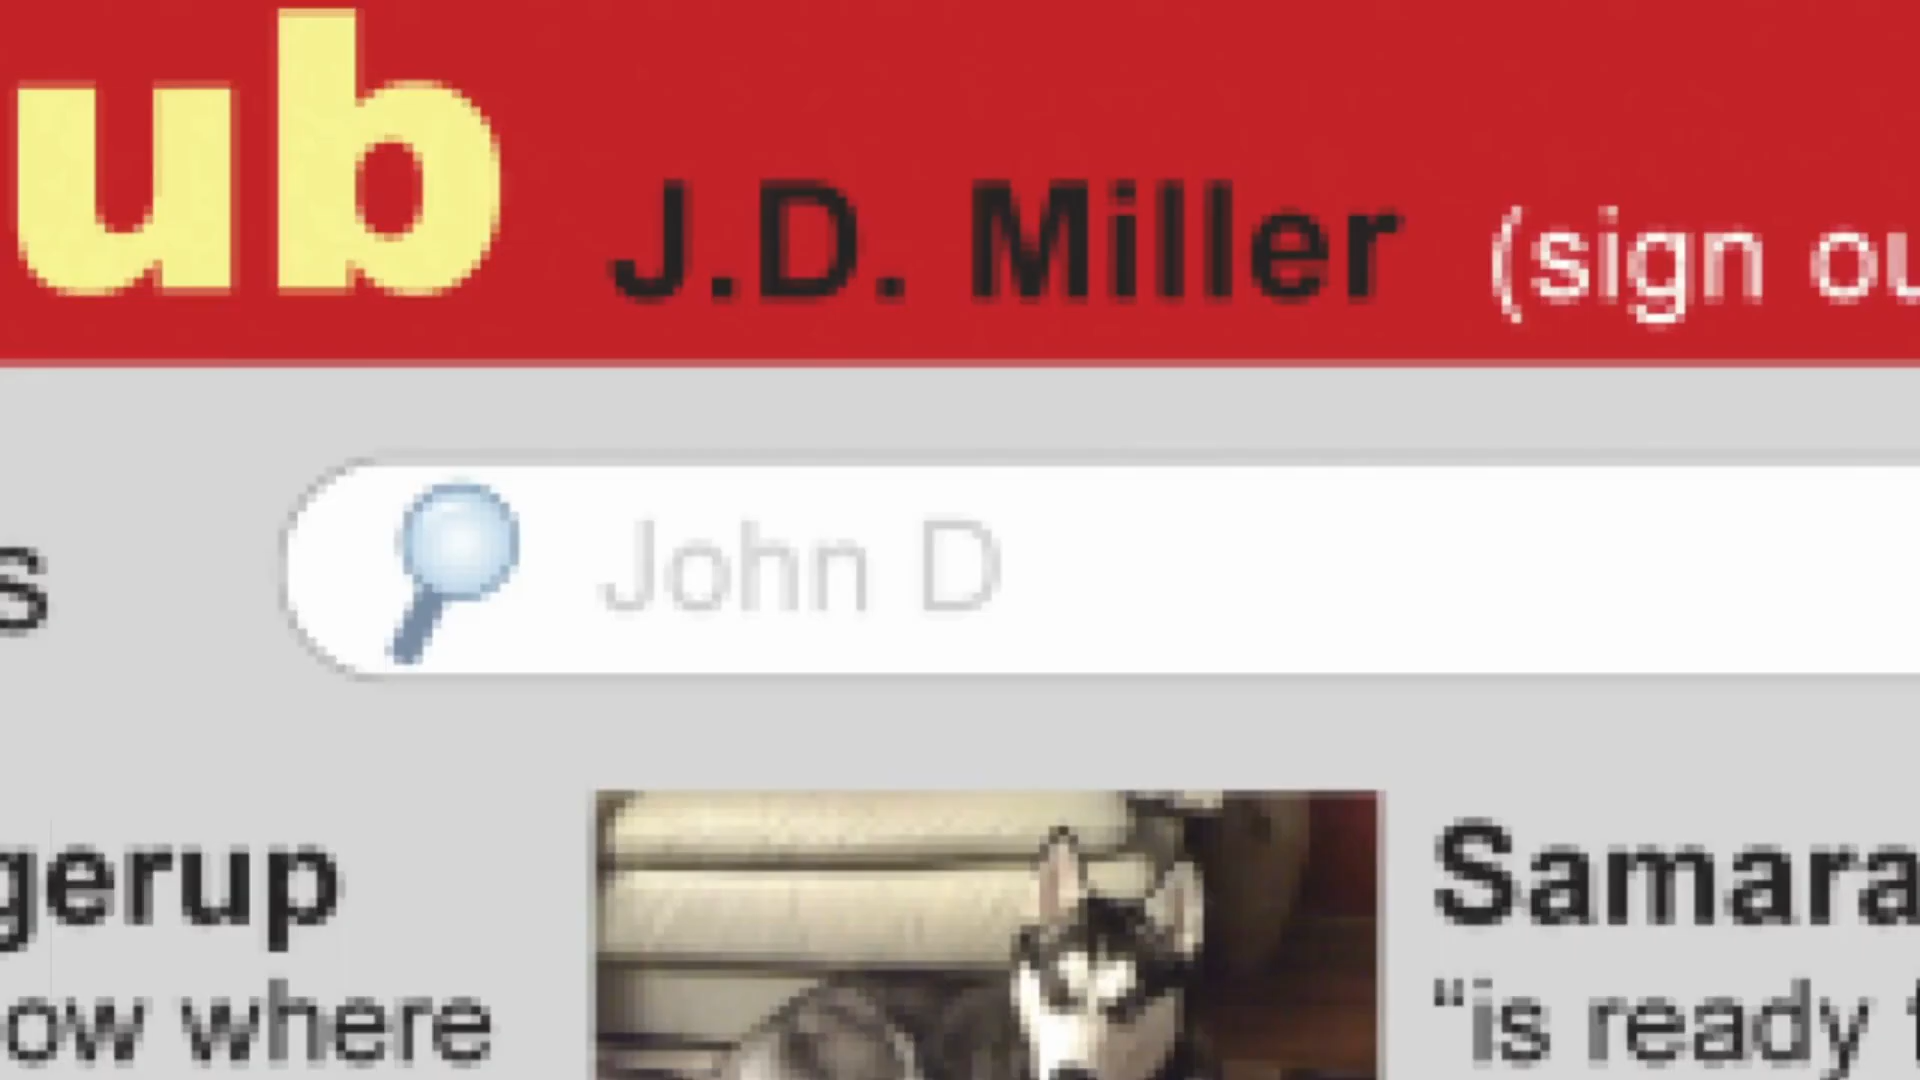 ub J.D. Miller (sign ou
s John D
gerup Samara
ow where "is ready